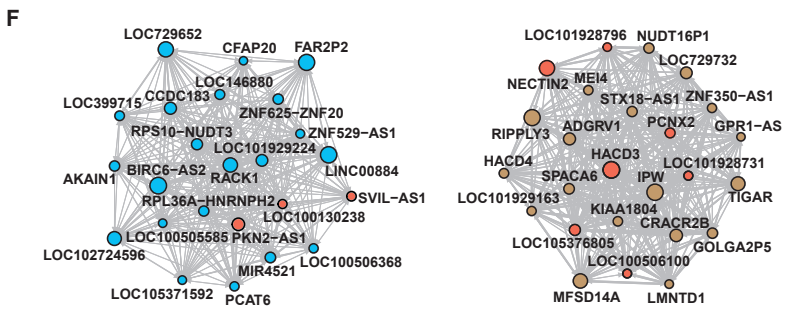 F
LOC729652
CFAP20
FAR2P2
LOC146880
LOC399715
CCDC183
ZNF625−ZNF20
RPS10−NUDT3
ZNF529−AS1
LOC101929224
AKAIN1
BIRC6−AS2
RACK1
LINC00884
RPL36A−HNRNPH2
SVIL−AS1
LOC100130238
LOC100505585
PKN2−AS1
LOC102724596
LOC100506368
MIR4521
LOC105371592
PCAT6
LOC101928796
NUDT16P1
LOC729732
NECTIN2
MEI4
STX18−AS1
ZNF350−AS1
RIPPLY3
ADGRV1
PCNX2
GPR1−AS
HACD4
HACD3
LOC101928731
SPACA6
IPW
LOC101929163
TIGAR
KIAA1804
CRACR2B
LOC105376805
GOLGA2P5
LOC100506100
MFSD14A
LMNTD1